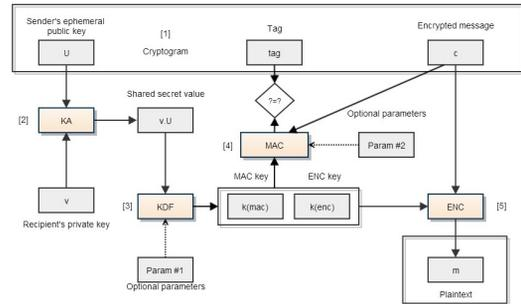 Sender's ephemeral
public key
[1]
Cryptogram
Tag
Encrypted message
U
tag
c
?=?
Shared secret value
Optional parameters
[2]
KA
v.U
[4]
MAC
Param #2
MAC key
ENC key
v
[3]
KDF
k(mac)
k(enc)
ENC
[5]
Recipient's private key
Param #1
Optional parameters
m
Plaintext